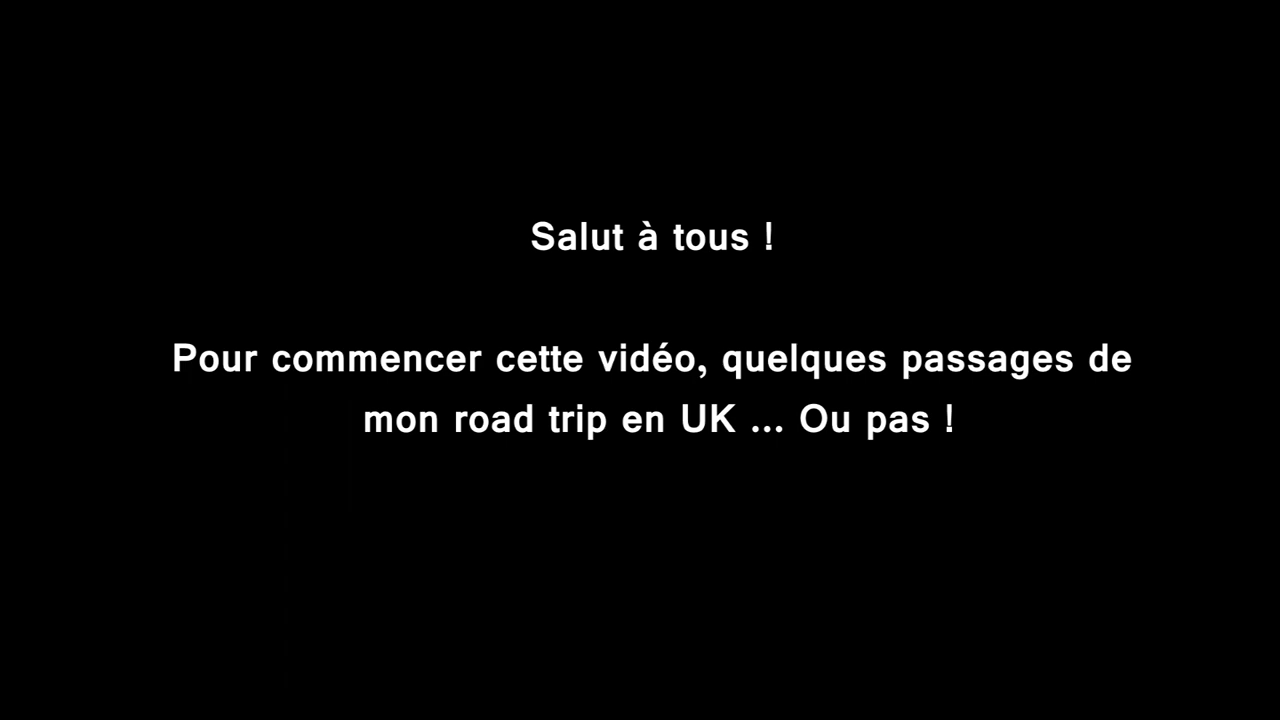 Salut à tous !
Pour commencer cette vidéo, quelques passages de
mon road trip en UK ... Ou pas !